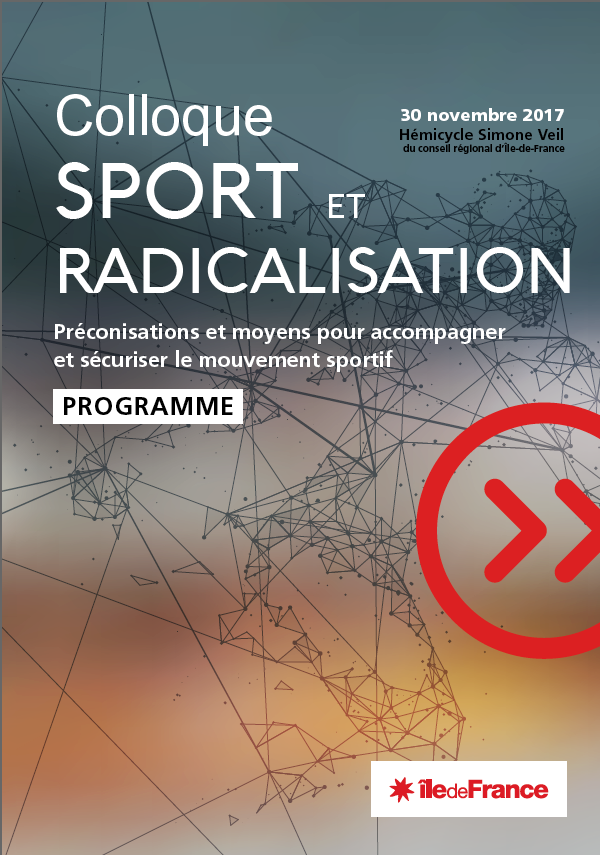 Colloque
30 novembre 2017
Hémicycle Simone Veil
du conseil régional d'Île-de-France
SPORT ET
RADICALISATION
Préconisations et moyens pour accompagner
et sécuriser le mouvement sportif
PROGRAMME
îledeFrance